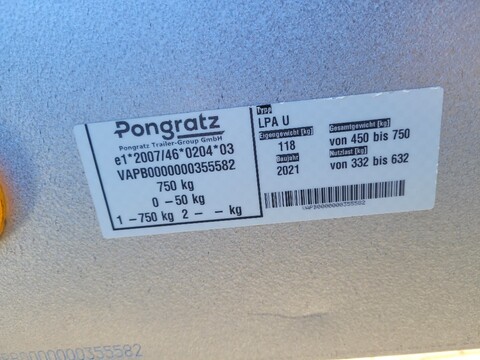 Pongratz
Pongratz Trailer-Group GmbH
e1*2007/46*0204*03
VAPB0000000355582
750 kg
0 – 50 kg
1 – 750 kg 2 – – kg
Typ
LPA U
Eigengewicht [kg]
118
Baujahr
2021
Gesamtgewicht [kg]
von 450 bis 750
Nutzlast [kg]
von 332 bis 632
VAPB0000000355582
0000000355582